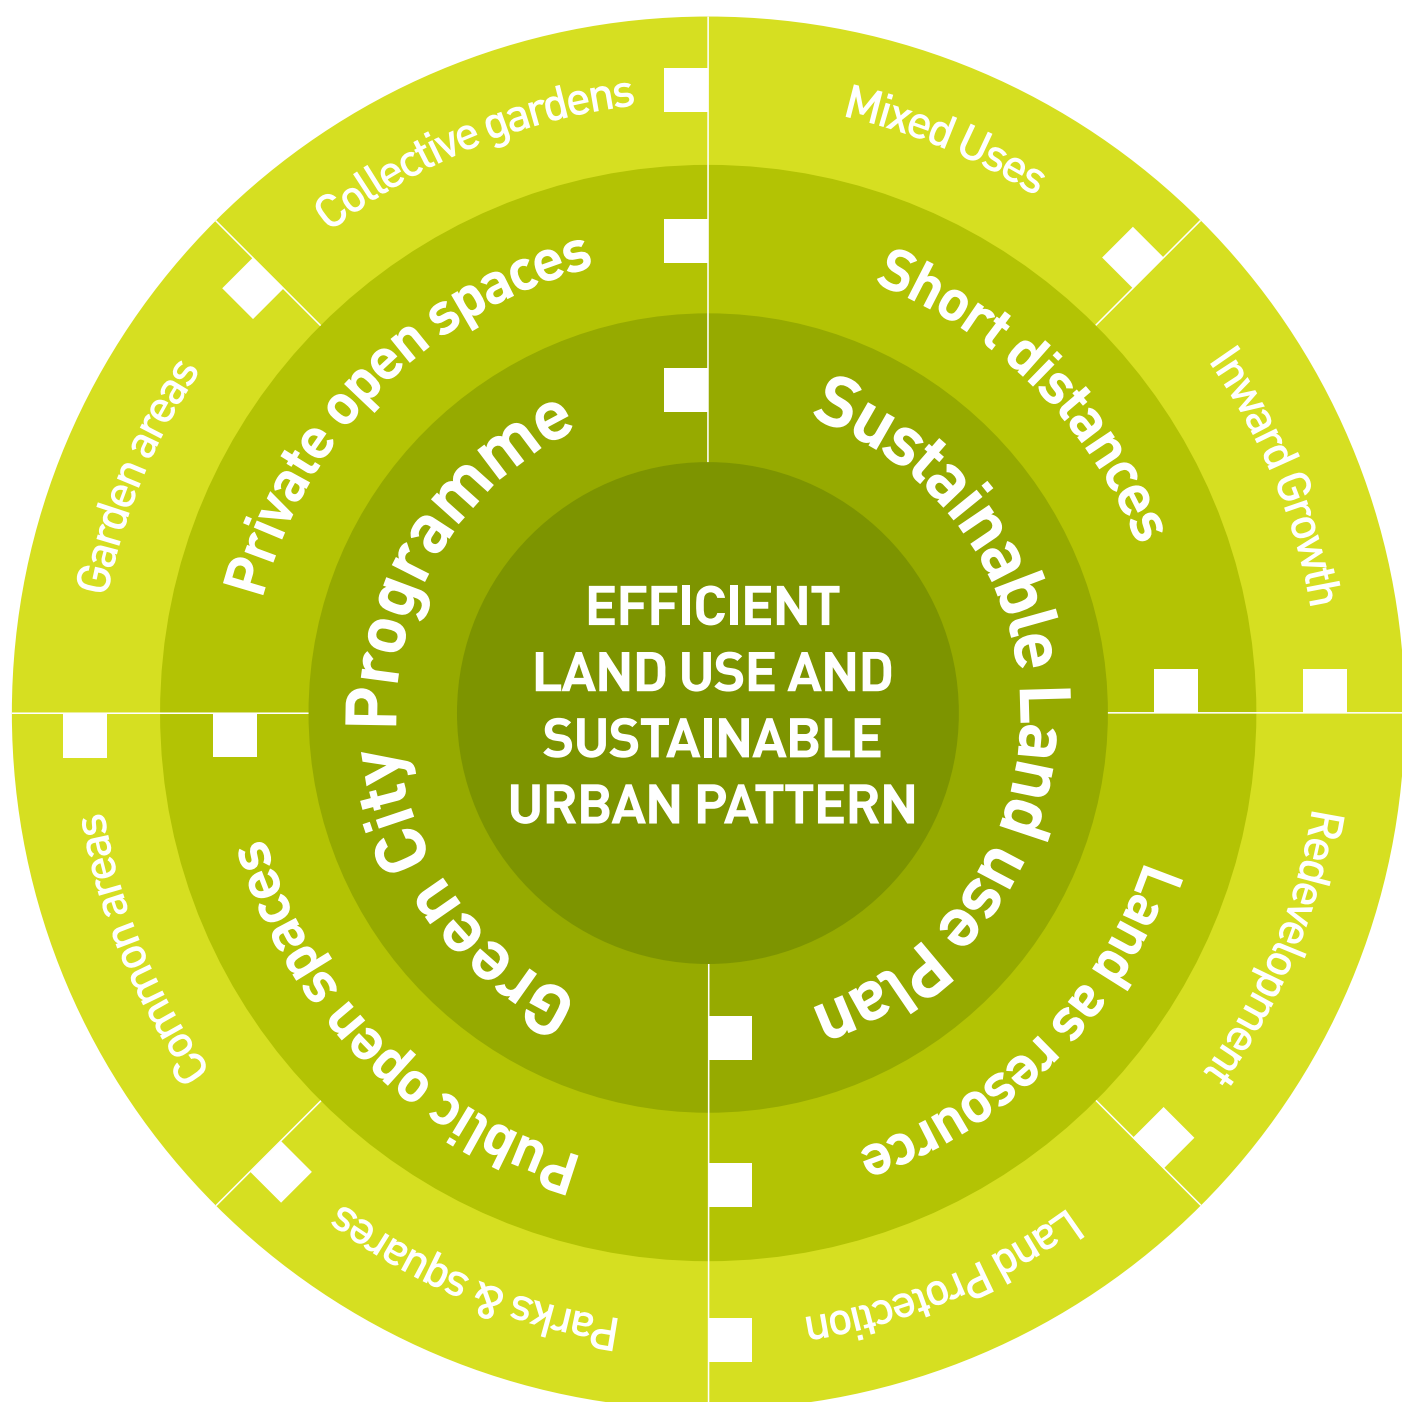 EFFICIENT
LAND USE AND
SUSTAINABLE
URBAN PATTERN
Sustainable Land use Plan
Green City Programme
Short distances
Land as resource
Public open spaces
Private open spaces
Mixed Uses
Inward Growth
Redevelopment
Land Protection
Parks & squares
Common areas
Garden areas
Collective gardens